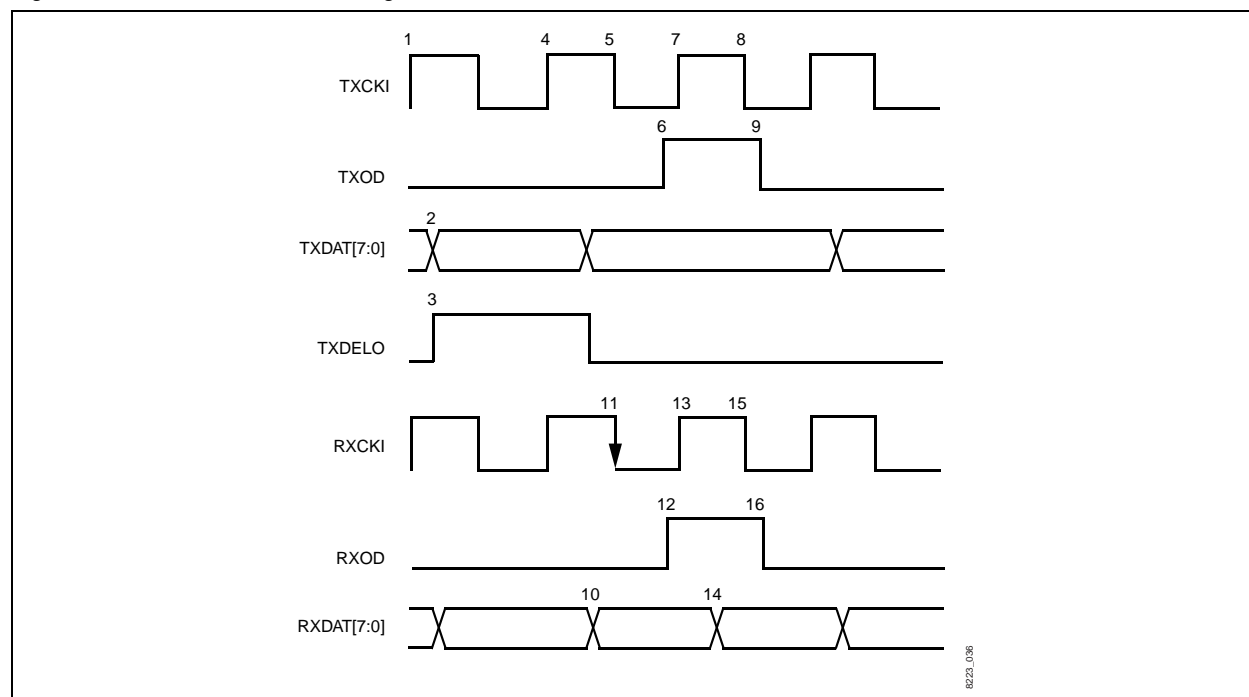 1 4 5 7 8
TXCKI
6 9
TXOD
2
TXDAT[7:0]
3
TXDELO
11 13 15
RXCKI
12 16
RXOD
10 14
RXDAT[7:0]
8223_036